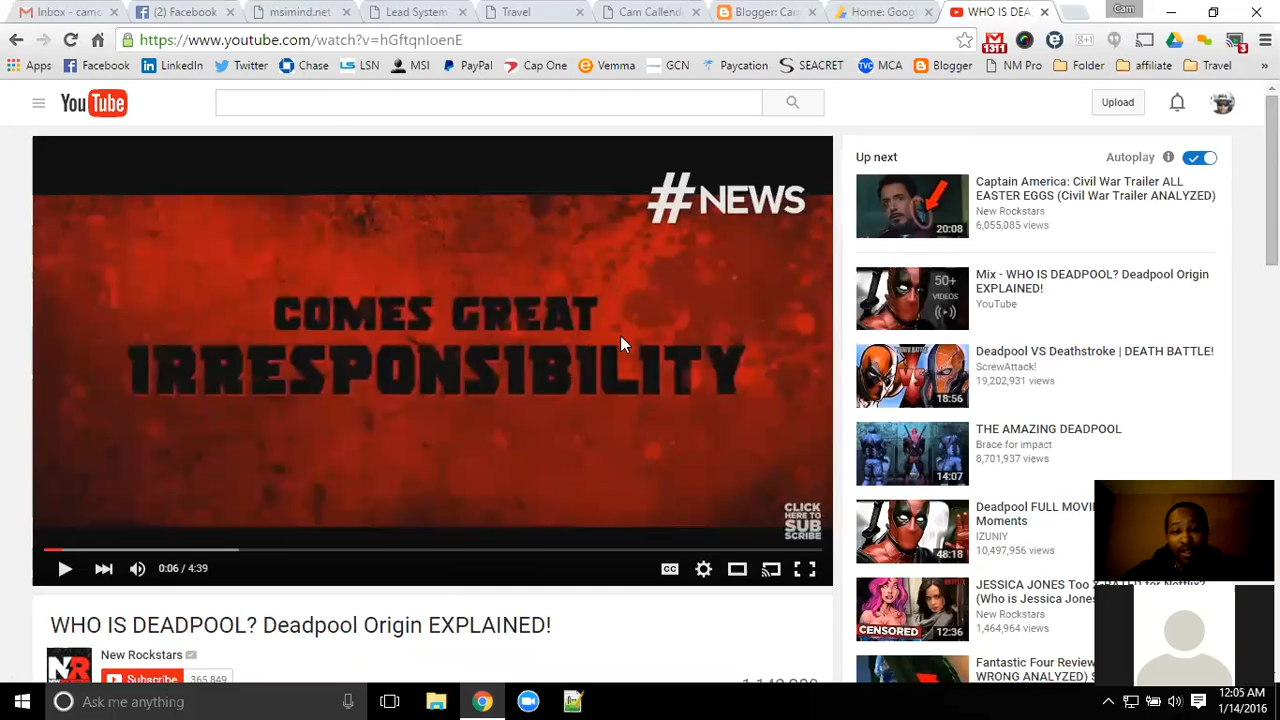 Inbox - camc
(2) Facebook
msimind.net
Lead System
Travel
Cam Callende
Blogger: Cam
Home: Googl
WHO IS DEA
Cam
https://www.youtube.com/watch?v=hGftqnloenE
1311
g+1
3
Apps Facebook LinkedIn Twitter Chase LSN MSI PayPal Cap One Vemma GCN Paycation SEACRET MCA Blogger NM Pro Folder affiliate Travel »
YouTube
Upload
#NEWS
COMES GREAT
IRRESPONSIBILITY
CLICK
HERE TO
SUB
SCRIBE
0:06 / 4:39
CC
WHO IS DEADPOOL? Deadpool Origin EXPLAINED!
NR
New Rockstars
Subscribe 365,849
Up next
Autoplay
Captain America: Civil War Trailer ALL
EASTER EGGS (Civil War Trailer ANALYZED)
New Rockstars
6,055,085 views
20:08
Mix - WHO IS DEADPOOL? Deadpool Origin
EXPLAINED!
YouTube
50+
VIDEOS
Deadpool VS Deathstroke | DEATH BATTLE!
ScrewAttack!
19,202,931 views
18:56
THE AMAZING DEADPOOL
Brace for impact
8,701,937 views
14:07
Deadpool FULL MOVI
Moments
IZUNIY
10,497,956 views
48:18
JESSICA JONES Too
(Who is Jessica Jones
New Rockstars
1,464,964 views
CENSORED
12:36
Fantastic Four Review
WRONG ANALYZED)
Ask me anything
12:05 AM
1/14/2016